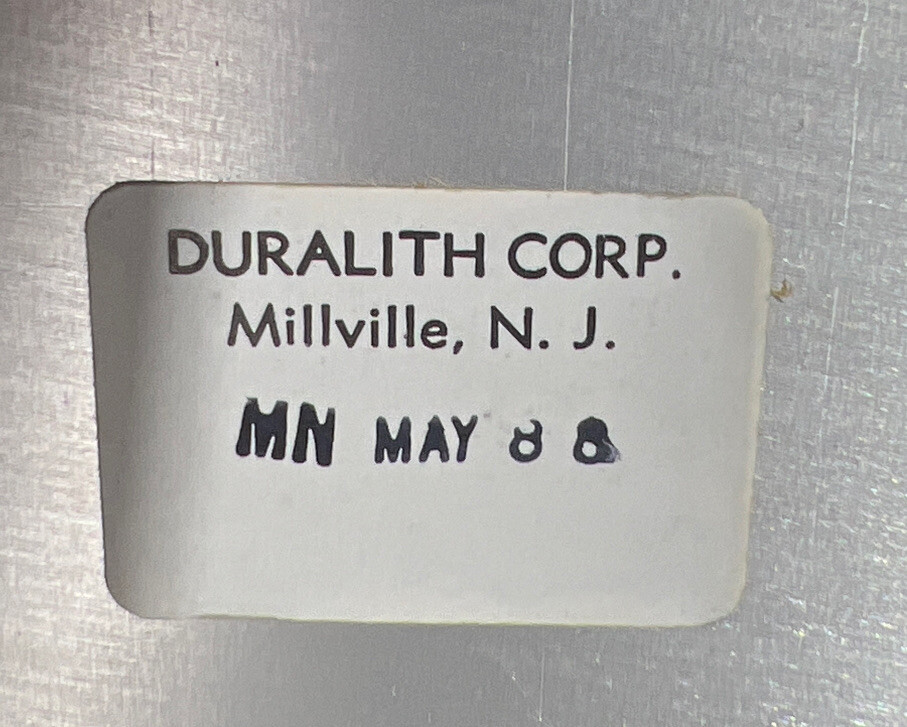 DURALITH CORP.
Millville, N. J.
MN MAY 8 8